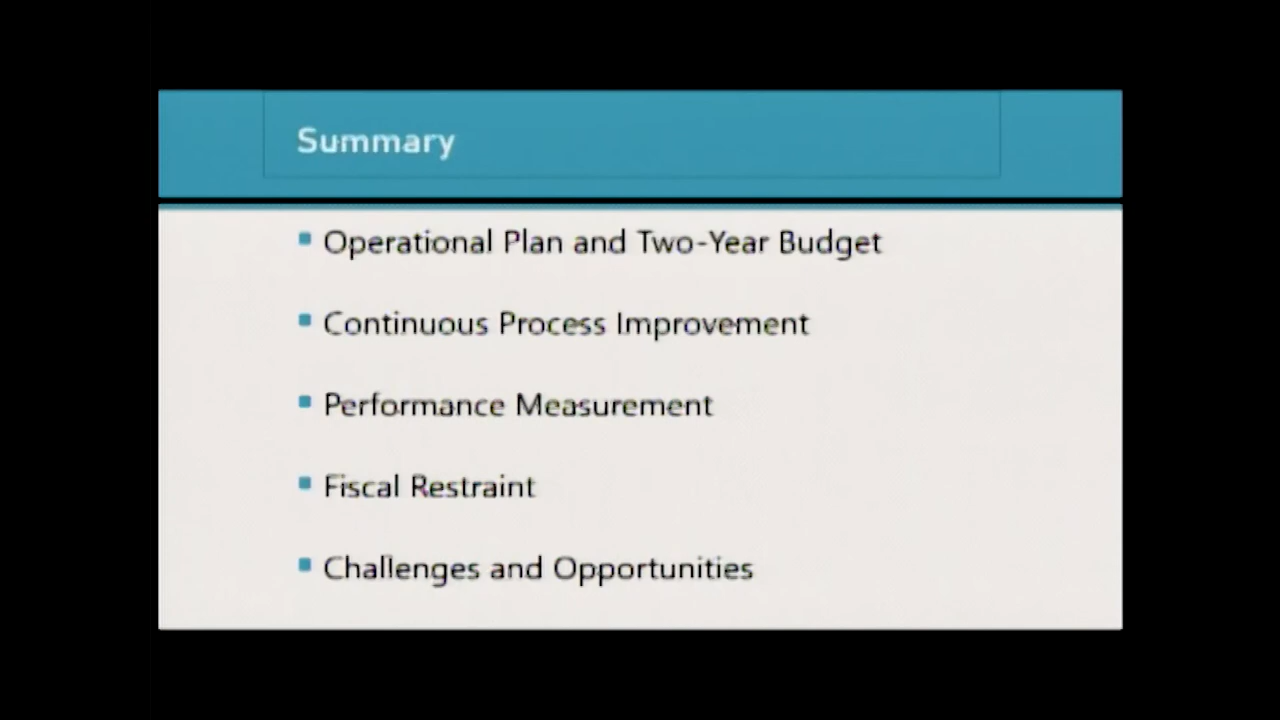 Summary
Operational Plan and Two-Year Budget
Continuous Process Improvement
Performance Measurement
Fiscal Restraint
Challenges and Opportunities